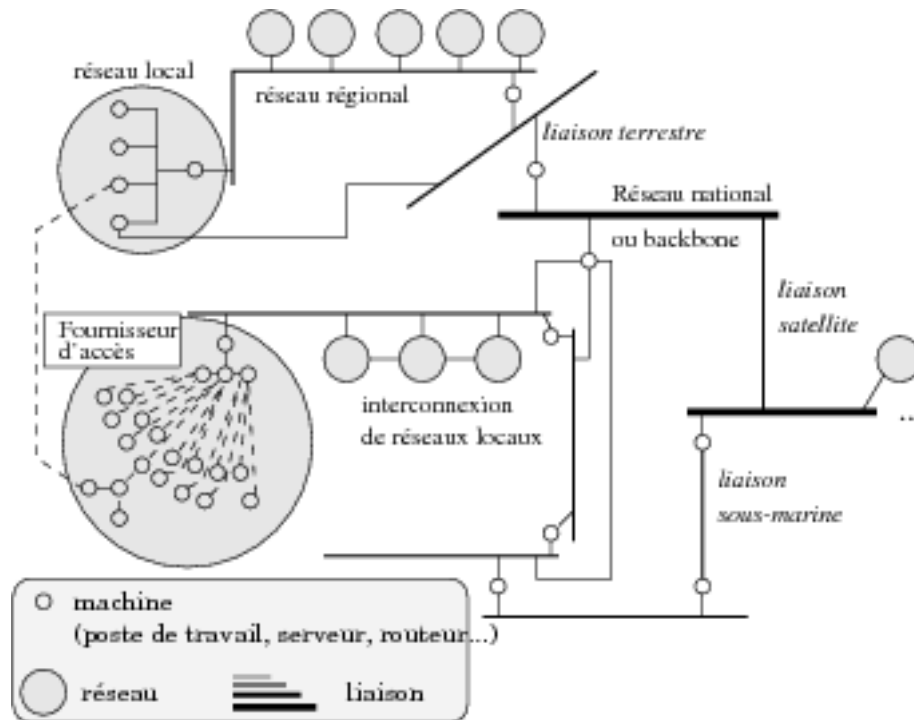 réseau local
réseau régional
liaison terrestre
Réseau national
ou backbone
liaison
satellite
Fournisseur
d'accès
interconnexion
de réseaux locaux
...
liaison
sous-marine
machine
(poste de travail, serveur, routeur...)
réseau
liaison